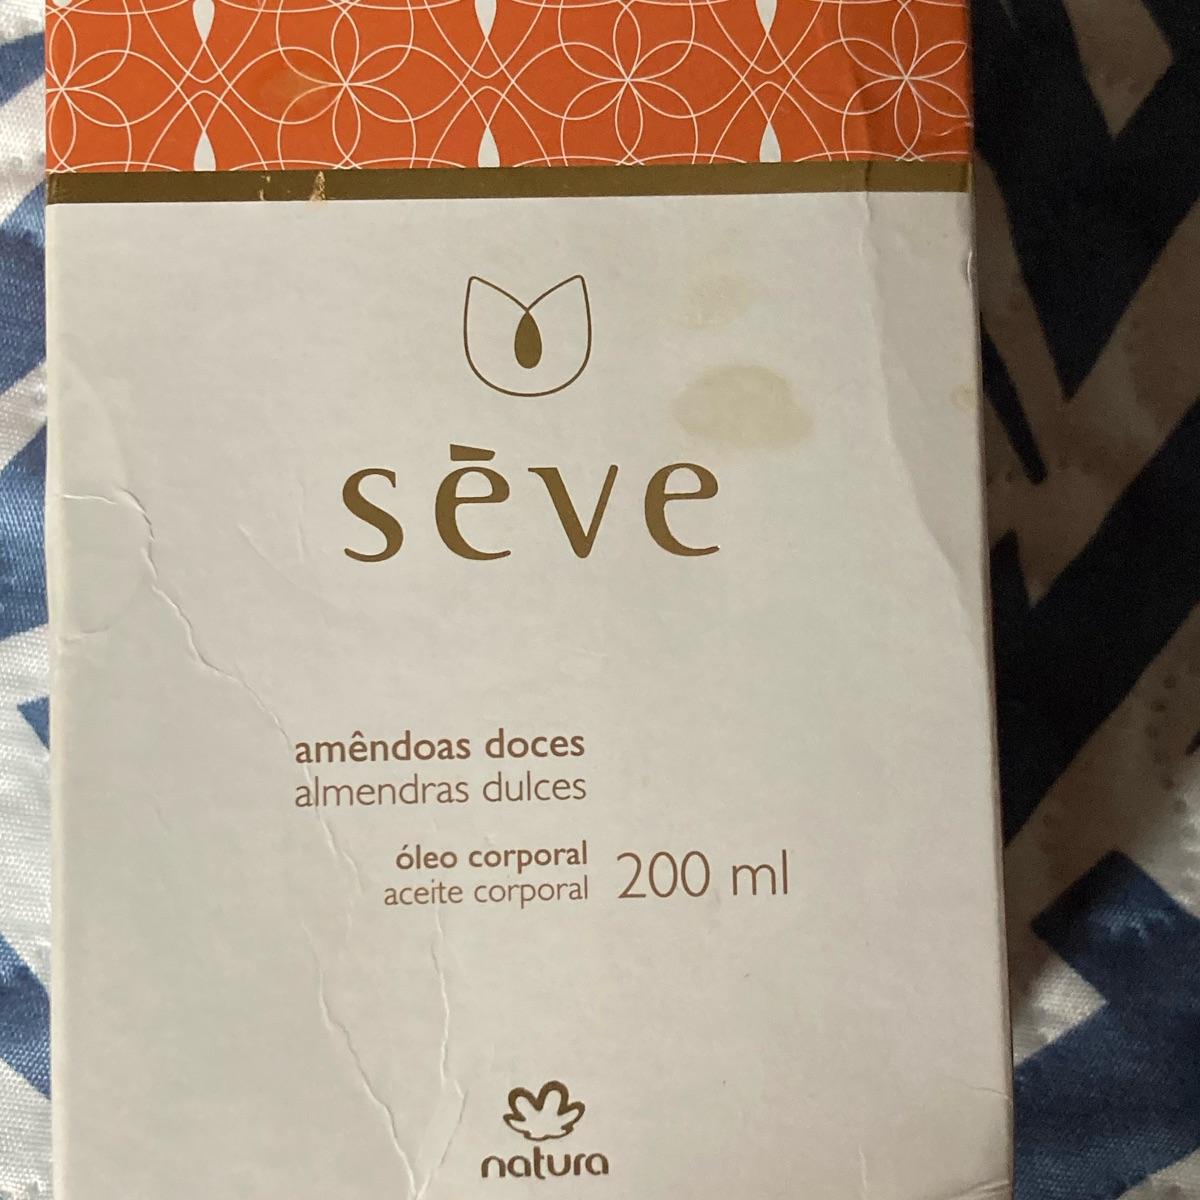 sēve
amêndoas doces
almendras dulces
óleo corporal
aceite corporal
200 ml
natura